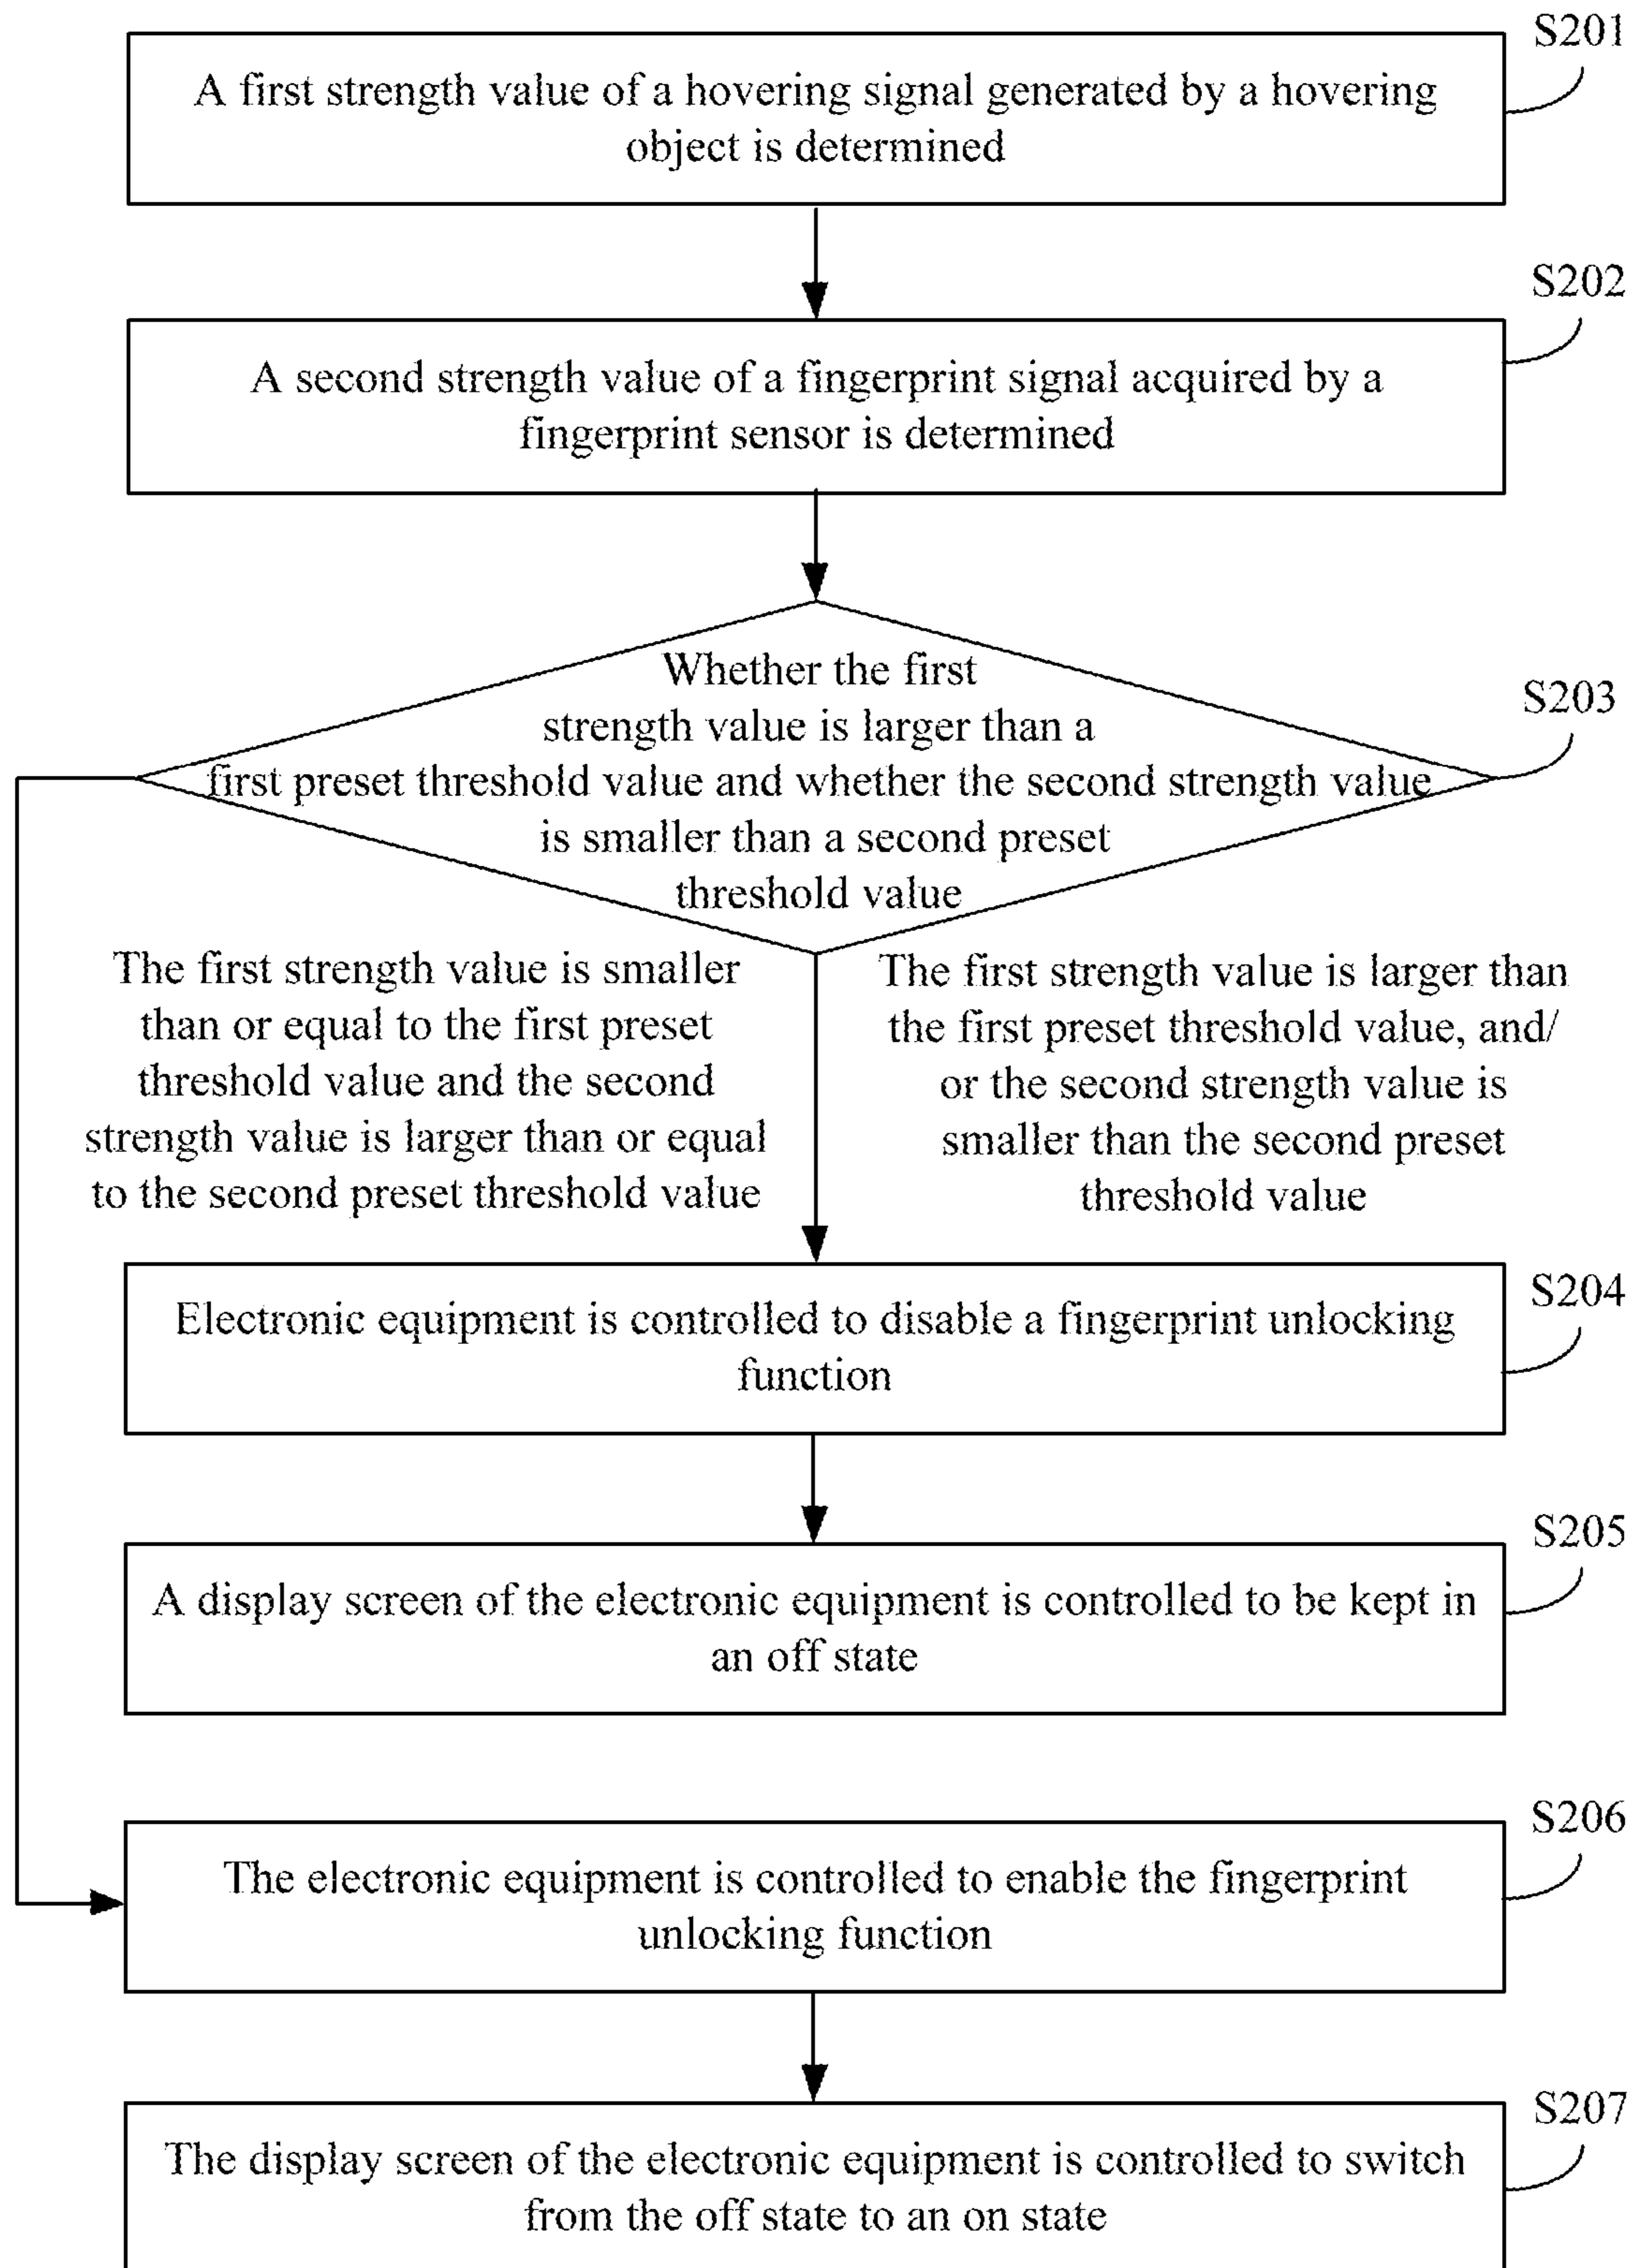 S201
A first strength value of a hovering signal generated by a hovering
object is determined
S202
A second strength value of a fingerprint signal acquired by a
fingerprint sensor is determined
S203
Whether the first
strength value is larger than a
first preset threshold value and whether the second strength value
is smaller than a second preset
threshold value
The first strength value is smaller
than or equal to the first preset
threshold value and the second
strength value is larger than or equal
to the second preset threshold value
The first strength value is larger than
the first preset threshold value, and/
or the second strength value is
smaller than the second preset
threshold value
S204
Electronic equipment is controlled to disable a fingerprint unlocking
function
S205
A display screen of the electronic equipment is controlled to be kept in
an off state
S206
The electronic equipment is controlled to enable the fingerprint
unlocking function
S207
The display screen of the electronic equipment is controlled to switch
from the off state to an on state